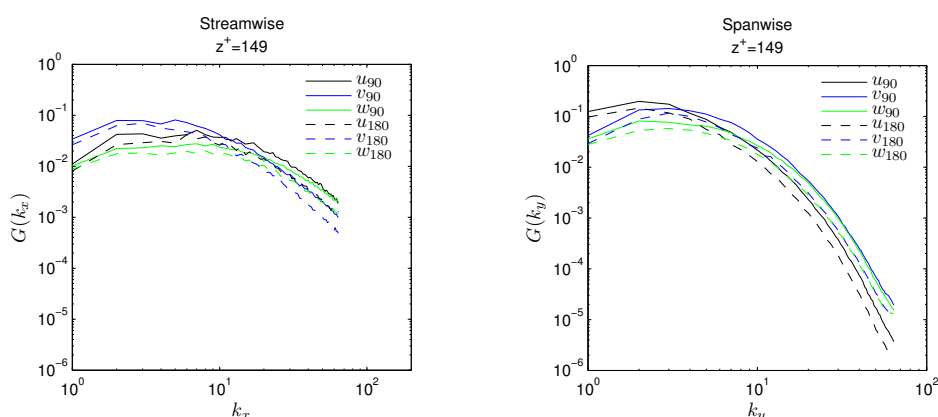 Streamwise
z⁺=149
10⁰
10⁻¹
10⁻²
10⁻³
10⁻⁴
10⁻⁵
10⁻⁶
G(kₓ)
u₉₀
v₉₀
w₉₀
u₁₈₀
v₁₈₀
w₁₈₀
10⁰
10¹
10²
kₓ
Spanwise
z⁺=149
10⁰
10⁻¹
10⁻²
10⁻³
10⁻⁴
10⁻⁵
10⁻⁶
G(k_y)
u₉₀
v₉₀
w₉₀
u₁₈₀
v₁₈₀
w₁₈₀
10⁰
10¹
10²
k_y